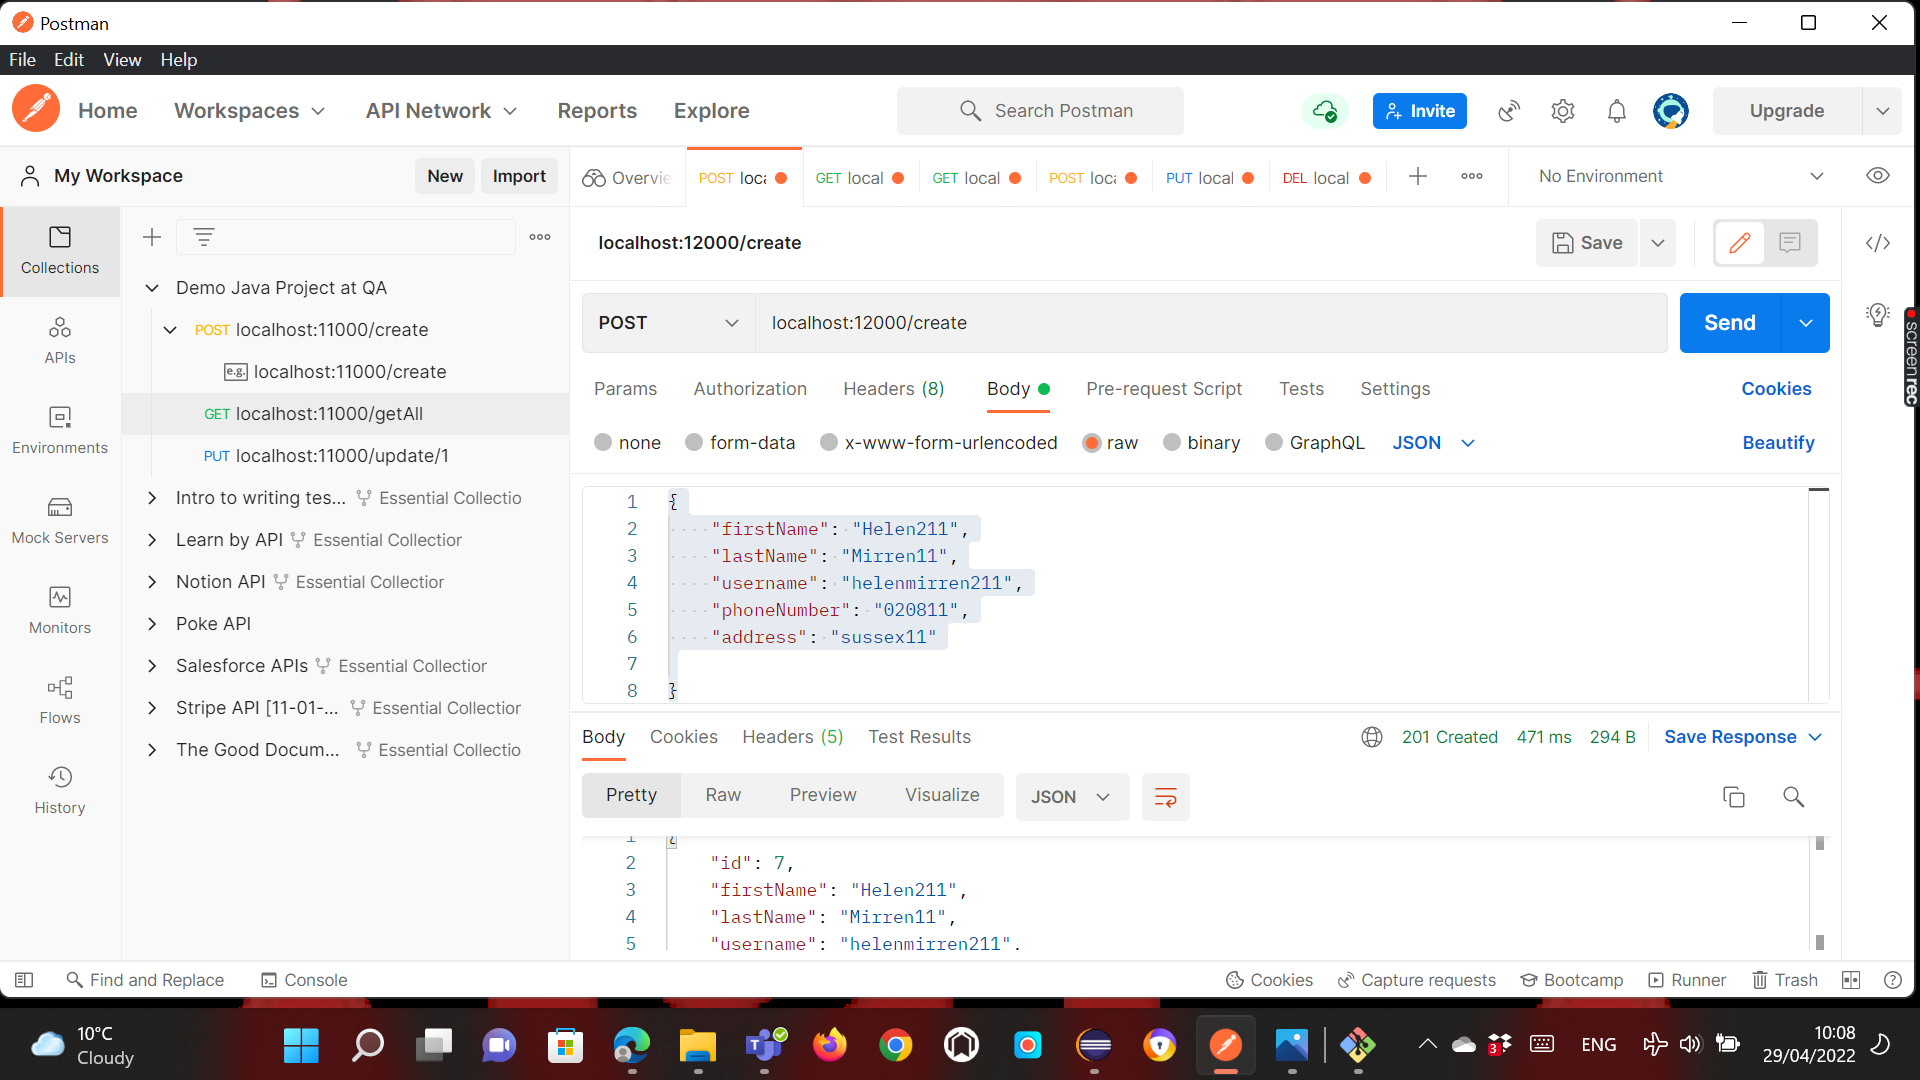 Postman
File Edit View Help
Home Workspaces API Network Reports Explore Search Postman Invite Upgrade
My Workspace New Import Overvie POST loca GET local GET local POST loca PUT local DEL local No Environment
Collections
APIs
Environments
Mock Servers
Monitors
Flows
History
Demo Java Project at QA
POST localhost:11000/create
e.g. localhost:11000/create
GET localhost:11000/getAll
PUT localhost:11000/update/1
Intro to writing tes... Essential Collectio
Learn by API Essential Collectior
Notion API Essential Collectior
Poke API
Salesforce APIs Essential Collectior
Stripe API [11-01-... Essential Collectior
The Good Docum... Essential Collectio
localhost:12000/create Save
POST localhost:12000/create Send
Params Authorization Headers (8) Body Pre-request Script Tests Settings Cookies
none form-data x-www-form-urlencoded raw binary GraphQL JSON Beautify
1 {
2 "firstName": "Helen211",
3 "lastName": "Mirren11",
4 "username": "helenmirren211",
5 "phoneNumber": "020811",
6 "address": "sussex11"
7
8 }
Body Cookies Headers (5) Test Results 201 Created 471 ms 294 B Save Response
Pretty Raw Preview Visualize JSON
1 {
2 "id": 7,
3 "firstName": "Helen211",
4 "lastName": "Mirren11",
5 "username": "helenmirren211",
screenrec
Find and Replace Console Cookies Capture requests Bootcamp Runner Trash
10°C
Cloudy
3
ENG
10:08
29/04/2022